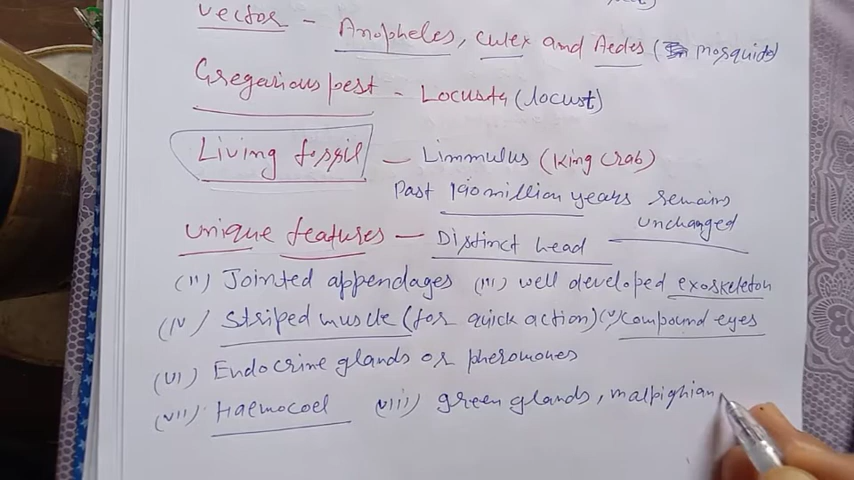 Vector – Anopheles, Culex and Aedes ( mosquito)
Gregarious pest – Locusta (locust)
Living fossil – Limmulus (King Crab)
Past 190 million years remains
unchanged
Unique features – Distinct head
(ii) Jointed appendages (iii) well developed exoskeleton
(iv) Striped muscle (for quick action) (v) compound eyes
(vi) Endocrine glands or pheromones
(vii) Haemocoel (viii) green glands, malpighian